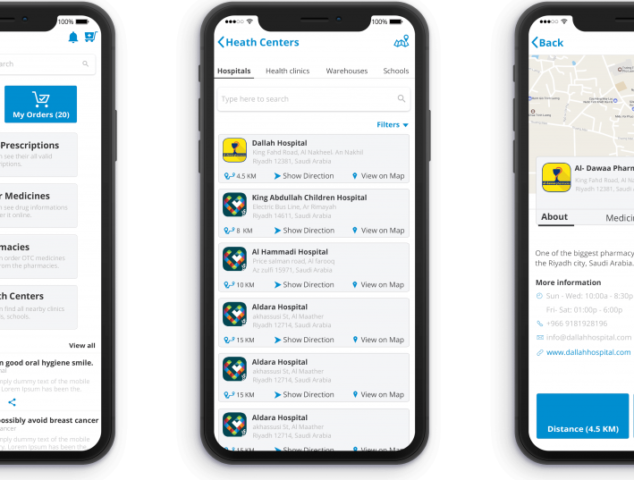 100%
arch
My Orders (20)
Prescriptions
n see their all valid
riptions.
r Medicines
n see drug informations
er it online.
macies
n order OTC medicines
rom the pharmacies.
th Centers
n find all nearby clinics,
s, schools.
View all
n good oral hygiene smile.
mply dummy text of the mobile
Lorem Ipsum has been the.
ossibly avoid breast cancer
ancer
mply dummy text of the mobile
y. Lorem Ipsum has been the
100%
Heath Centers
Hospitals Health clinics Warehouses Schools
Type here to search
Filters
Dallah Hospital
King Fahd Road, Al Nakheel- An Nakhil
Riyadh 12381, Saudi Arabia
4.5 KM Show Direction View on Map
King Abdullah Children Hospital
Electric Bus Line, Ar Rimayah
Riyadh 14611, Saudi Arabia
8 KM Show Direction View on Map
Al Hammadi Hospital
Price salman road, Al farooq
Az zulfi 15971, Saudi Arabia
10 KM Show Direction View on Map
Aldara Hospital
akhaouui St, Al Maather
Riyadh 12714, Saudi Arabia
15 KM Show Direction View on Map
Aldara Hospital
akhaouui St, Al Maather
Riyadh 12714, Saudi Arabia
15 KM Show Direction View on Map
Aldara Hospital
akhaouui St, Al Maather
Riyadh 12714, Saudi Arabia
15 KM Show Direction View on Map
Back
Al- Dawaa Pharm
King Fahd Road, Al N
Riyadh 12381, Saudi
About Medicin
One of the biggest pharmacy
the Riyadh city, Saudi Arabia.
More information
Sun - Wed: 10:00a - 8:30p
Fri- Sat: 01:00p - 6:00p
+966 9181928196
info@dallahhospital.com
www.dallahhospital.com
Distance (4.5 KM)